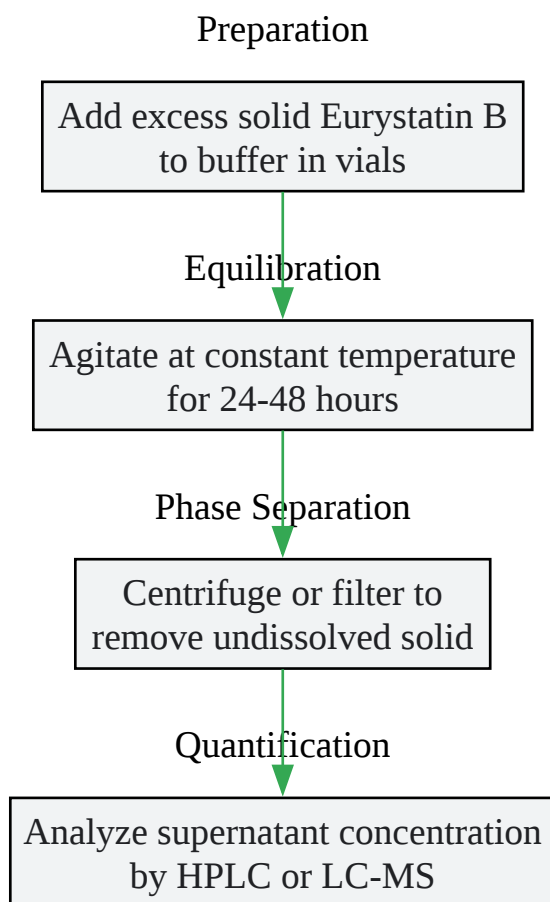 Preparation
Add excess solid Eurystatin B
to buffer in vials
Equilibration
Agitate at constant temperature
for 24-48 hours
Phase Separation
Centrifuge or filter to
remove undissolved solid
Quantification
Analyze supernatant concentration
by HPLC or LC-MS